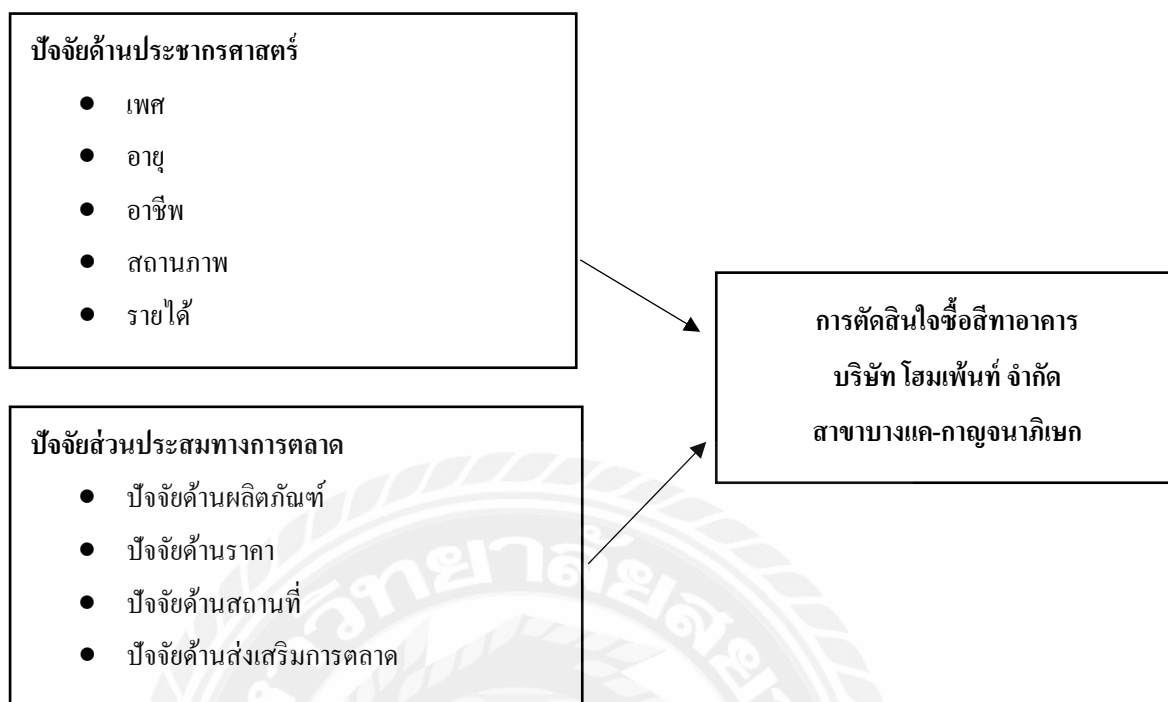 ปัจจัยด้านประชากรศาสตร์
● เพศ
● อายุ
● อาชีพ
● สถานภาพ
● รายได้
การตัดสินใจซื้อสีทาอาคาร
บริษัท โฮมเพ้นท์ จำกัด
สาขาบางแค-กาญจนาภิเษก
ปัจจัยส่วนประสมทางการตลาด
● ปัจจัยด้านผลิตภัณฑ์
● ปัจจัยด้านราคา
● ปัจจัยด้านสถานที่
● ปัจจัยด้านส่งเสริมการตลาด